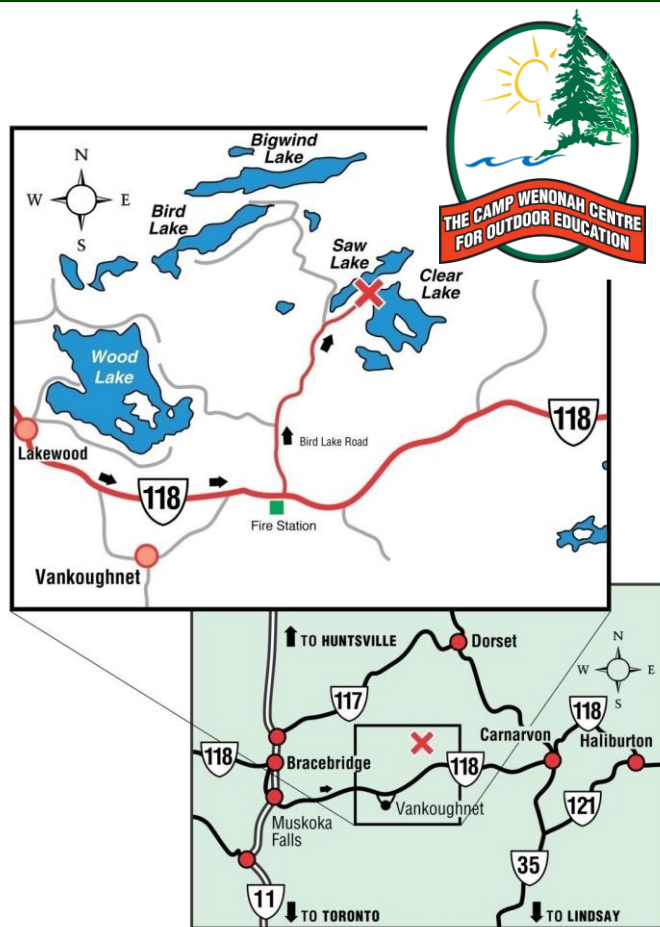 THE CAMP WENONAH CENTRE
FOR OUTDOOR EDUCATION
N
W E
S
Bigwind
Lake
Bird
Lake
Saw
Lake
Clear
Lake
Wood
Lake
118
Lakewood
Bird Lake Road
118
Fire Station
Vankoughnet
TO HUNTSVILLE
Dorset
N
W E
S
117
118
Carnarvon
118
Haliburton
Bracebridge
118
121
Vankoughnet
Muskoka
Falls
35
11
TO TORONTO
TO LINDSAY